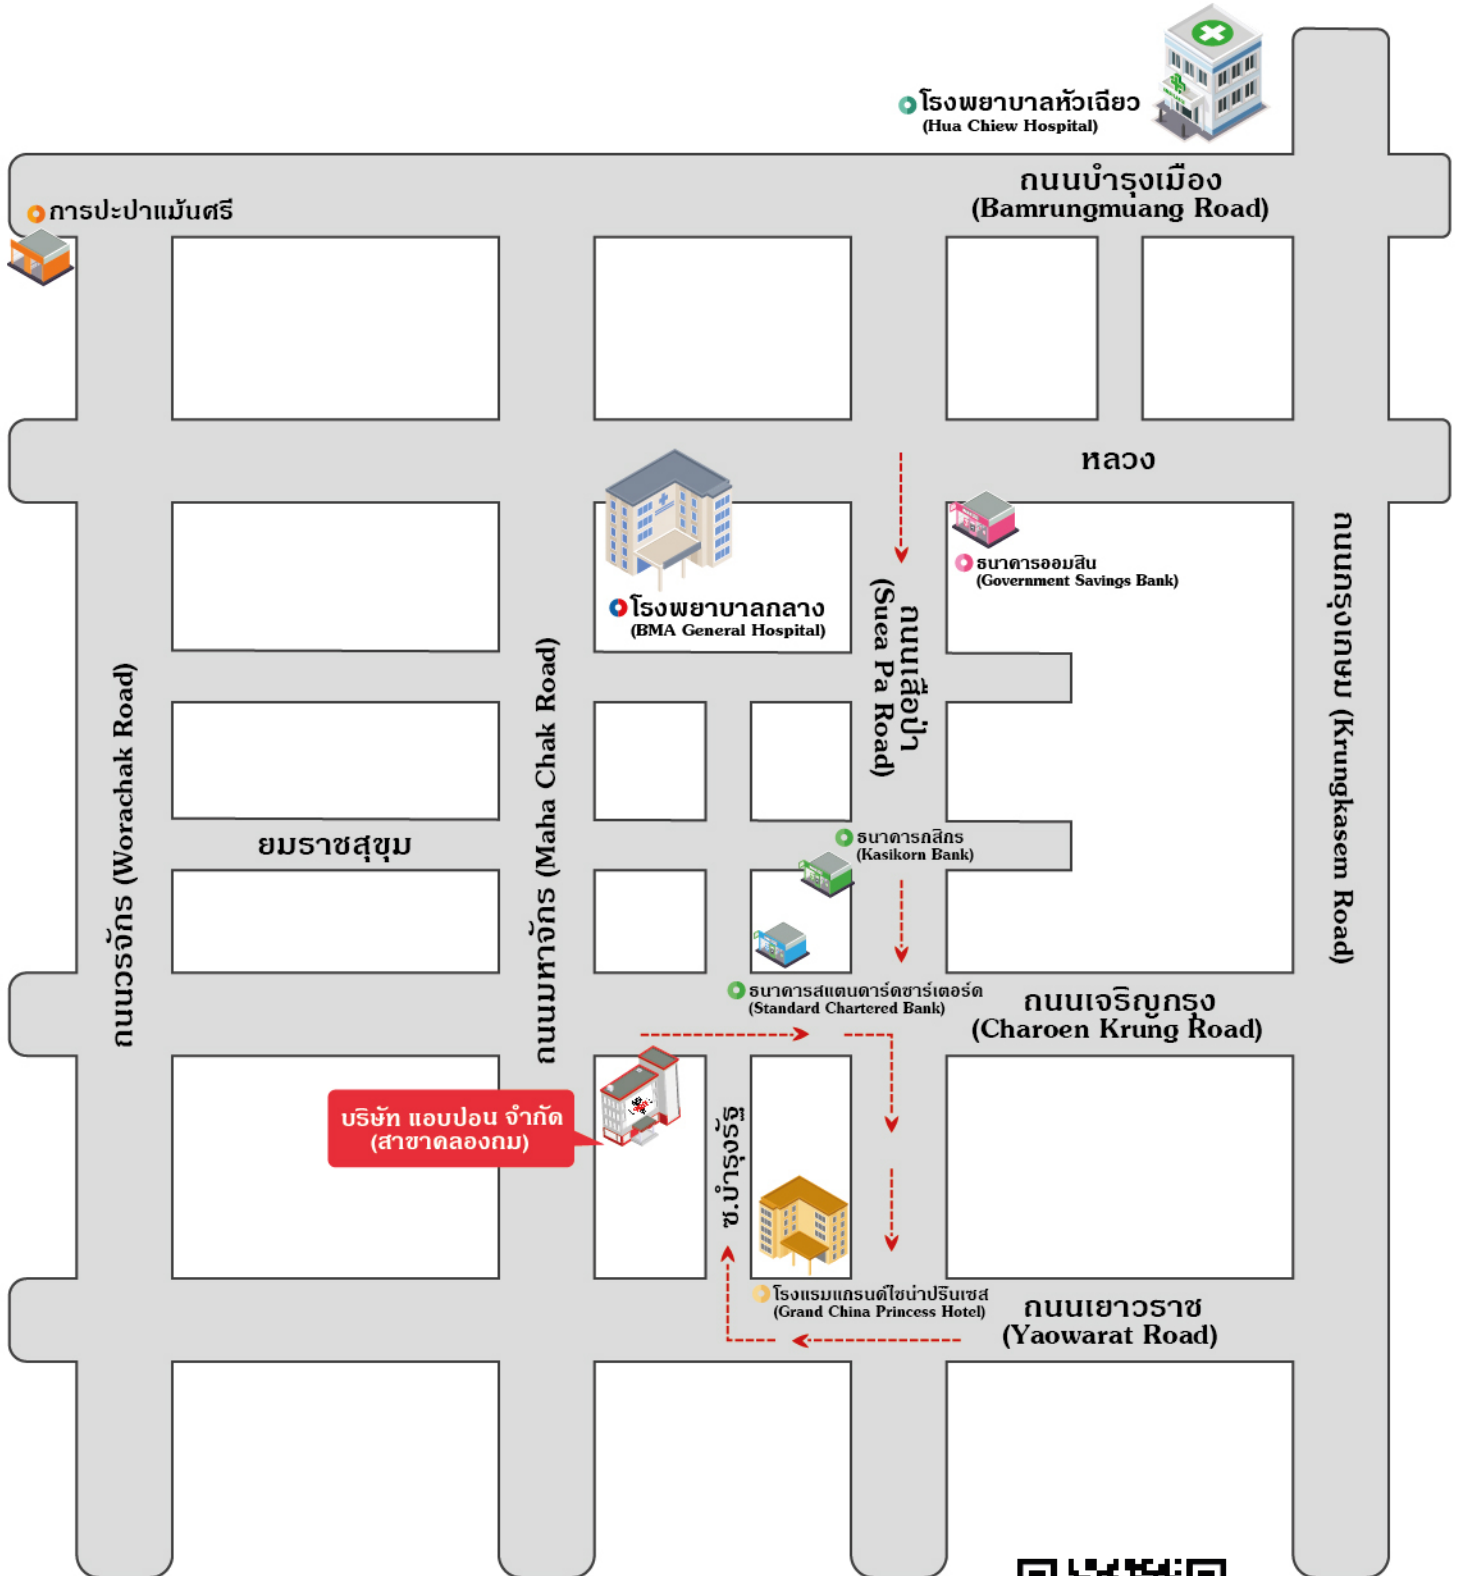 โรงพยาบาลหัวเฉียว
(Hua Chiew Hospital)
ถนนบำรุงเมือง
(Bamrungmuang Road)
การปะปาแม้นศรี
หลวง
ธนาคารออมสิน
(Government Savings Bank)
โรงพยาบาลกลาง
(BMA General Hospital)
ถนนเสือป่า
(Suea Pa Road)
ถนนกรุงเกษม (Krungkasem Road)
ถนนวรจักร (Worachak Road)
ถนนมหาจักร (Maha Chak Road)
ยมราชสุขุม
ธนาคารกสิกร
(Kasikorn Bank)
ธนาคารสแตนดาร์ดชาร์เตอร์ด
(Standard Chartered Bank)
ถนนเจริญกรุง
(Charoen Krung Road)
บริษัท แอบปอน จำกัด
(สาขาคลองถม)
ซ.บำรุงรัฐ
โรงแรมแกรนด์ไชน่าปริ๊นเซส
(Grand China Princess Hotel)
ถนนเยาวราช
(Yaowarat Road)